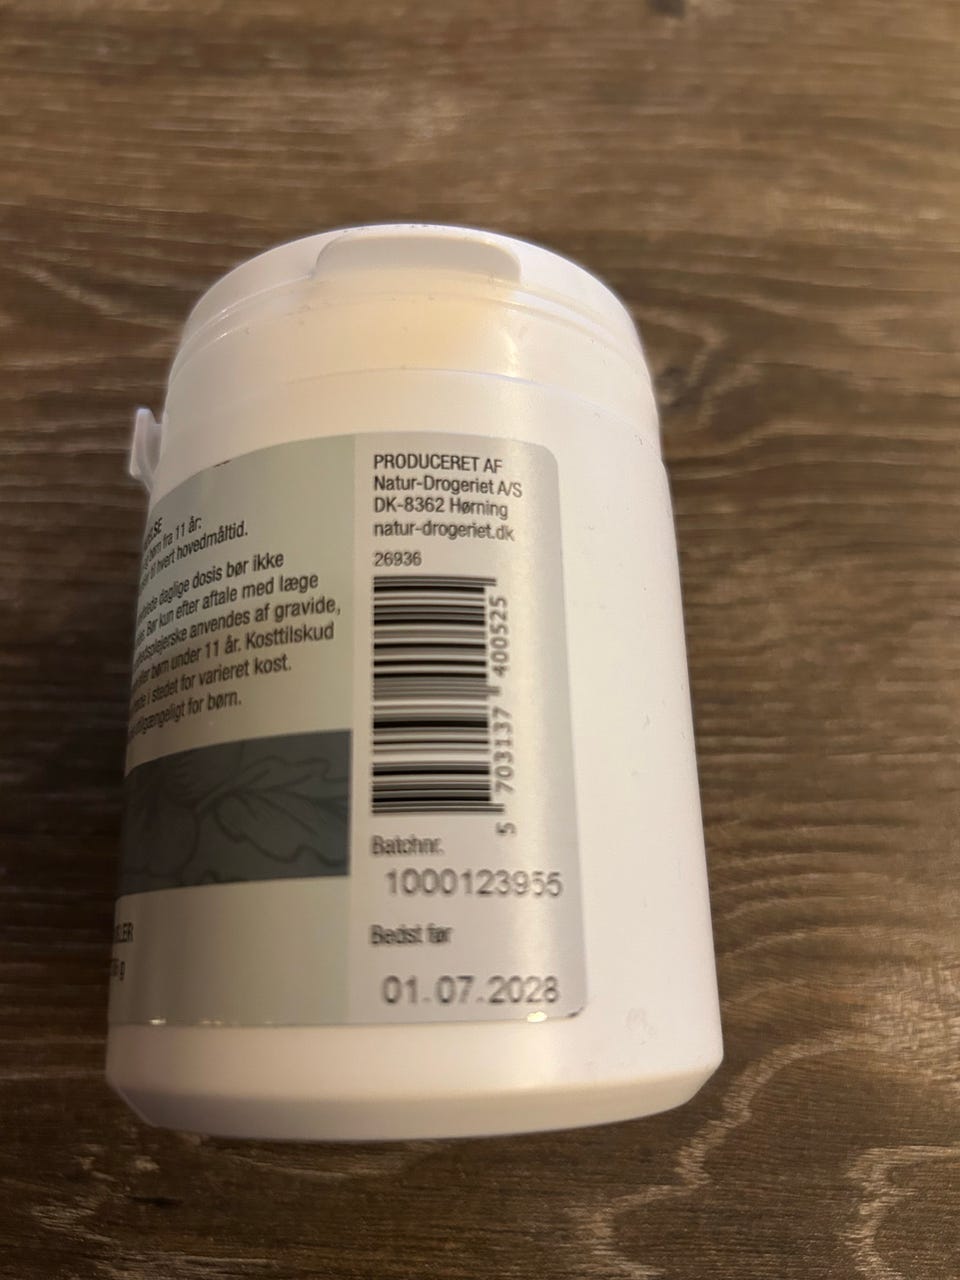 fra 11 år:
til hvert hovedmåltid.
daglige dosis bør ikke
Bør kun efter aftale med læge
anvendes af gravide,
børn under 11 år. Kosttilskud
i stedet for varieret kost.
for børn.
g
PRODUCERET AF
Natur-Drogeriet A/S
DK-8362 Hørning
natur-drogeriet.dk
26936
5 703137 400525
Batchnr.
1000123955
Bedst før
01.07.2028